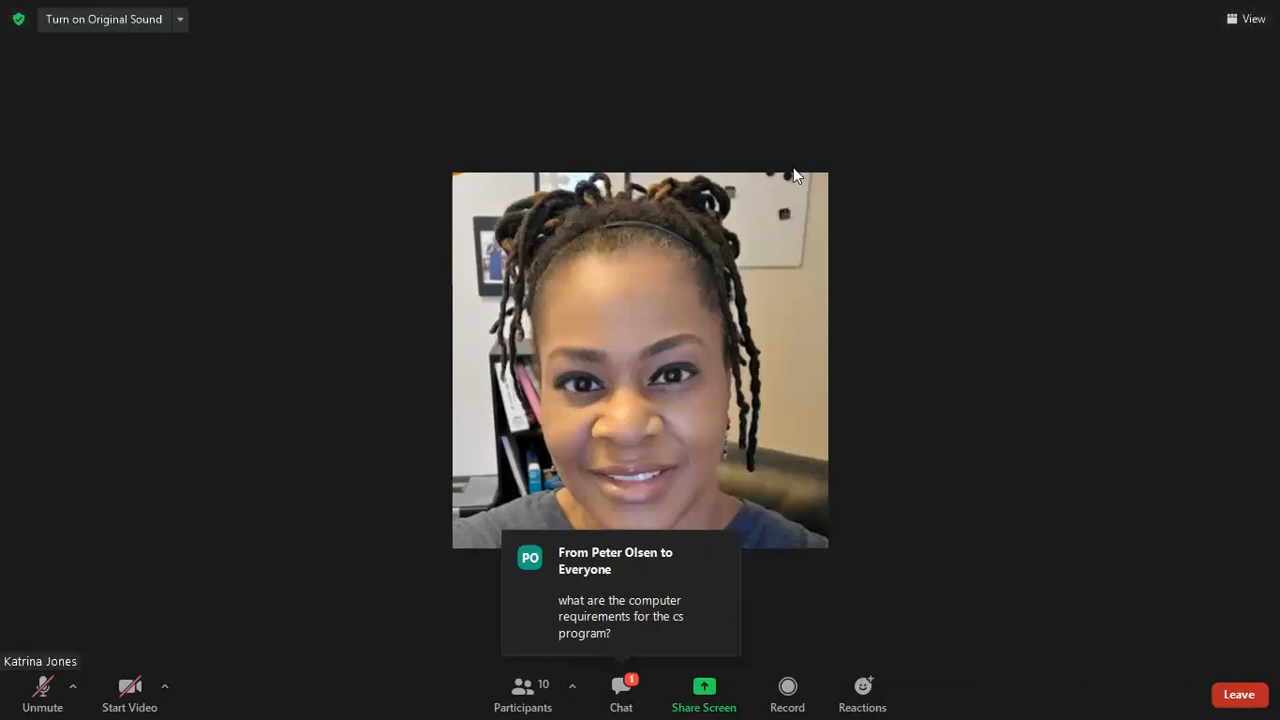 Turn on Original Sound
View
PO
From Peter Olsen to
Everyone
what are the computer
requirements for the cs
program?
Katrina Jones
Unmute
Start Video
10
Participants
1
Chat
Share Screen
Record
Reactions
Leave